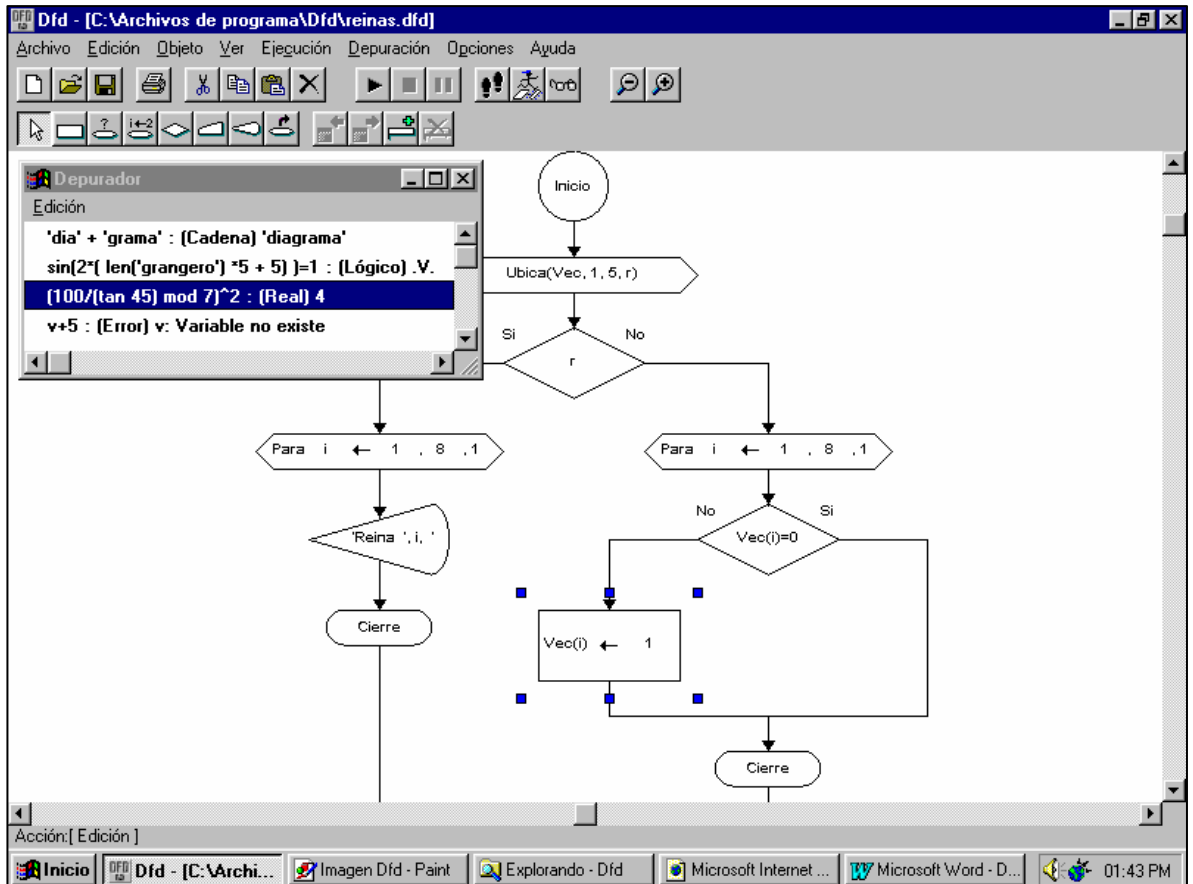 Dfd - [C:\Archivos de programa\Dfd\reinas.dfd]
Archivo Edición Objeto Ver Ejecución Depuración Opciones Ayuda
Depurador
Edición
'dia' + 'grama' : (Cadena) 'diagrama'
sin(2*( len('grangero') *5 + 5) )=1 : (Lógico) .V.
(100/(tan 45) mod 7)^2 : (Real) 4
v+5 : (Error) v: Variable no existe
Inicio
Ubica(Vec, 1, 5, r)
Si No
r
Para i ← 1 , 8 ,1
Para i ← 1 , 8 ,1
'Reina ', i, '
No Si
Vec(i)=0
Cierre
Vec(i) ← 1
Cierre
Acción:[ Edición ]
Inicio Dfd - [C:\Archi... Imagen Dfd - Paint Explorando - Dfd Microsoft Internet ... Microsoft Word - D... 01:43 PM